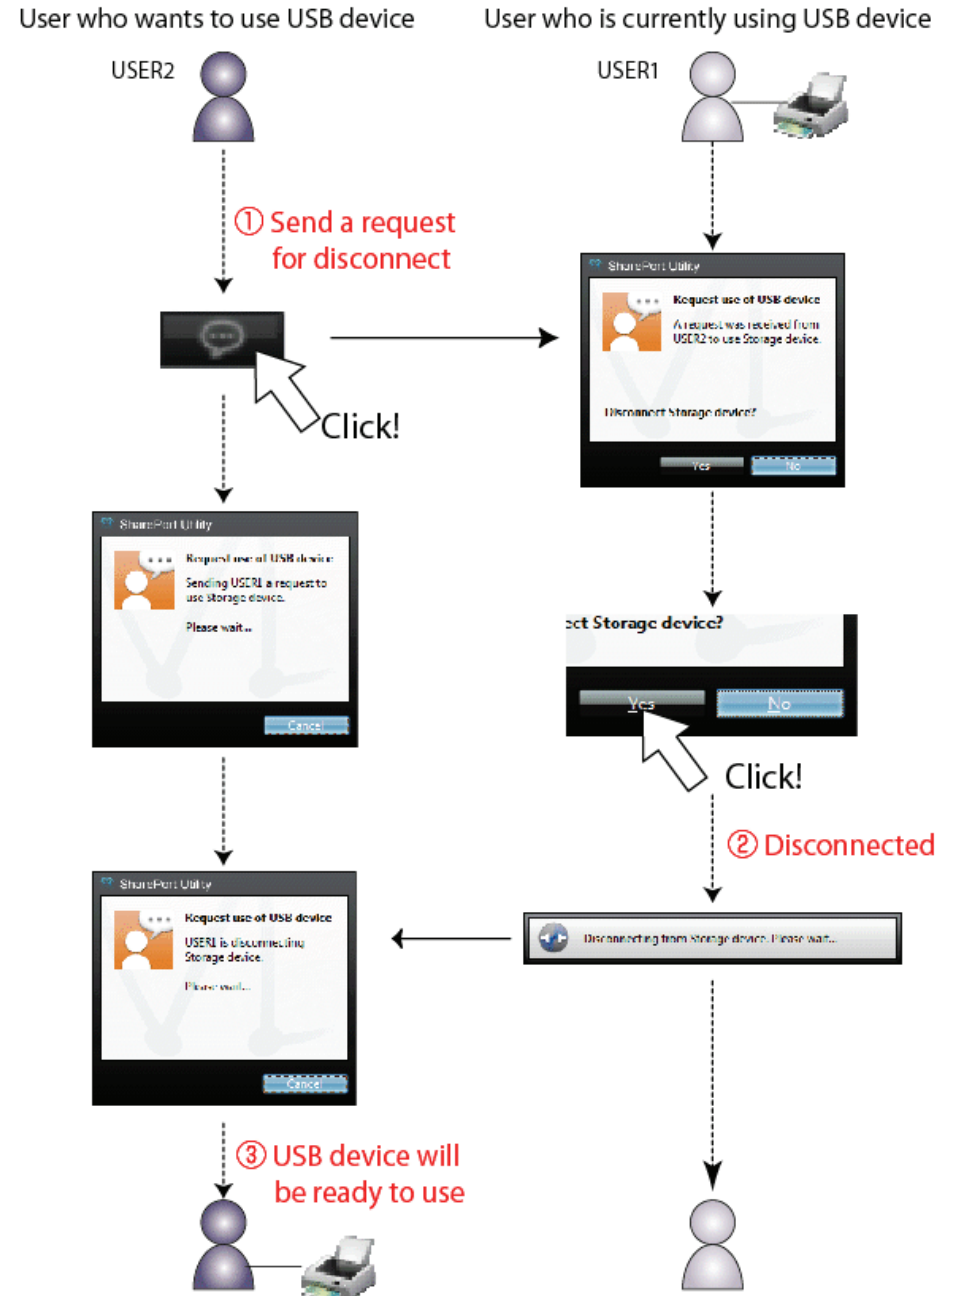 User who wants to use USB device
User who is currently using USB device
USER2
USER1
① Send a request
for disconnect
SharePort Utility
Request use of USB device
A request was received from
USER2 to use Storage device.
Disconnect Storage device?
Yes
No
Click!
SharePort Utility
Request use of USB device
Sending USER1 a request to
use Storage device.
Please wait...
Cancel
ect Storage device?
Yes
No
Click!
② Disconnected
SharePort Utility
Request use of USB device
USER1 is disconnecting
Storage device.
Please wait...
Cancel
Disconnecting from Storage device. Please wait...
③ USB device will
be ready to use